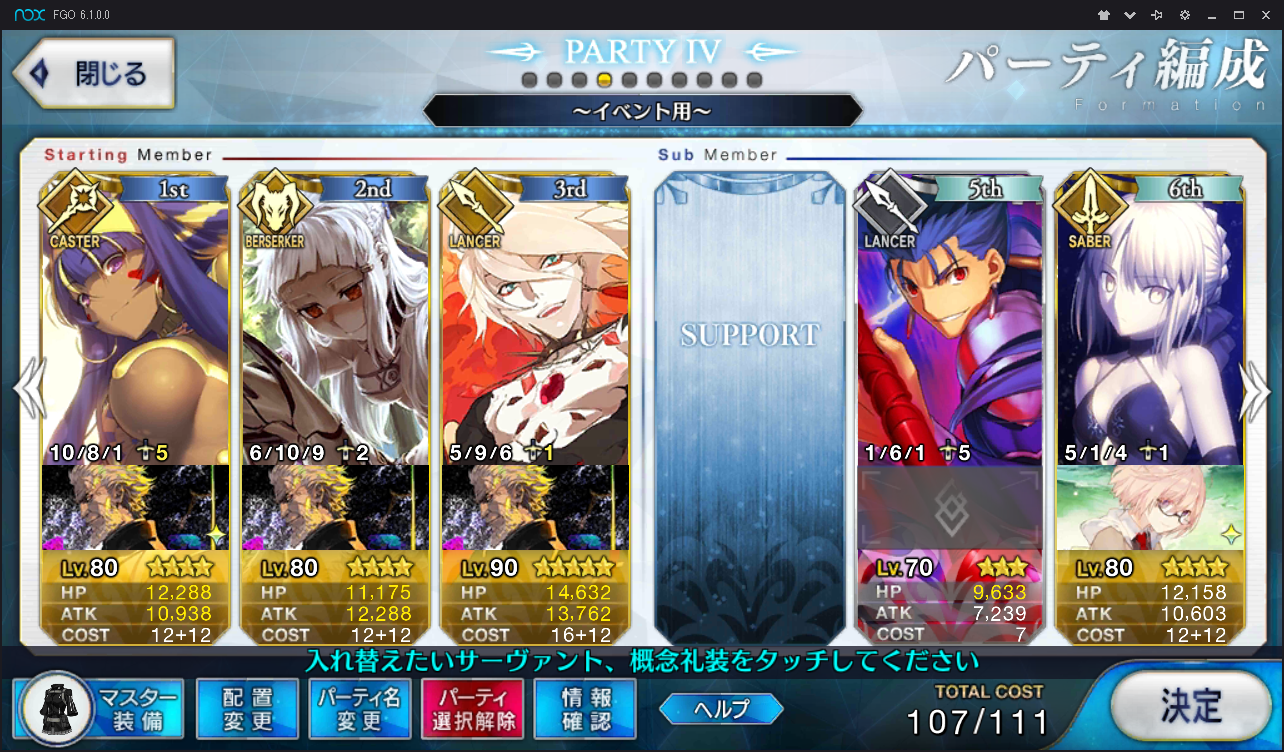 nox FGO 6.1.0.0
閉じる
PARTY IV
パーティ編成
Formation
～イベント用～
Starting Member
Sub Member
1st
CASTER
10/8/1 5
Lv.80
HP 12,288
ATK 10,938
COST 12+12
2nd
BERSERKER
6/10/9 2
Lv.80
HP 11,175
ATK 12,288
COST 12+12
3rd
LANCER
5/9/6 1
Lv.90
HP 14,632
ATK 13,762
COST 16+12
SUPPORT
5th
LANCER
1/6/1 5
Lv.70
HP 9,633
ATK 7,239
COST 7
6th
SABER
5/1/4 1
Lv.80
HP 12,158
ATK 10,603
COST 12+12
入れ替えたいサーヴァント、概念礼装をタッチしてください
マスター
装備
配置
変更
パーティ名
変更
パーティ
選択解除
情報
確認
ヘルプ
TOTAL COST
107/111
決定